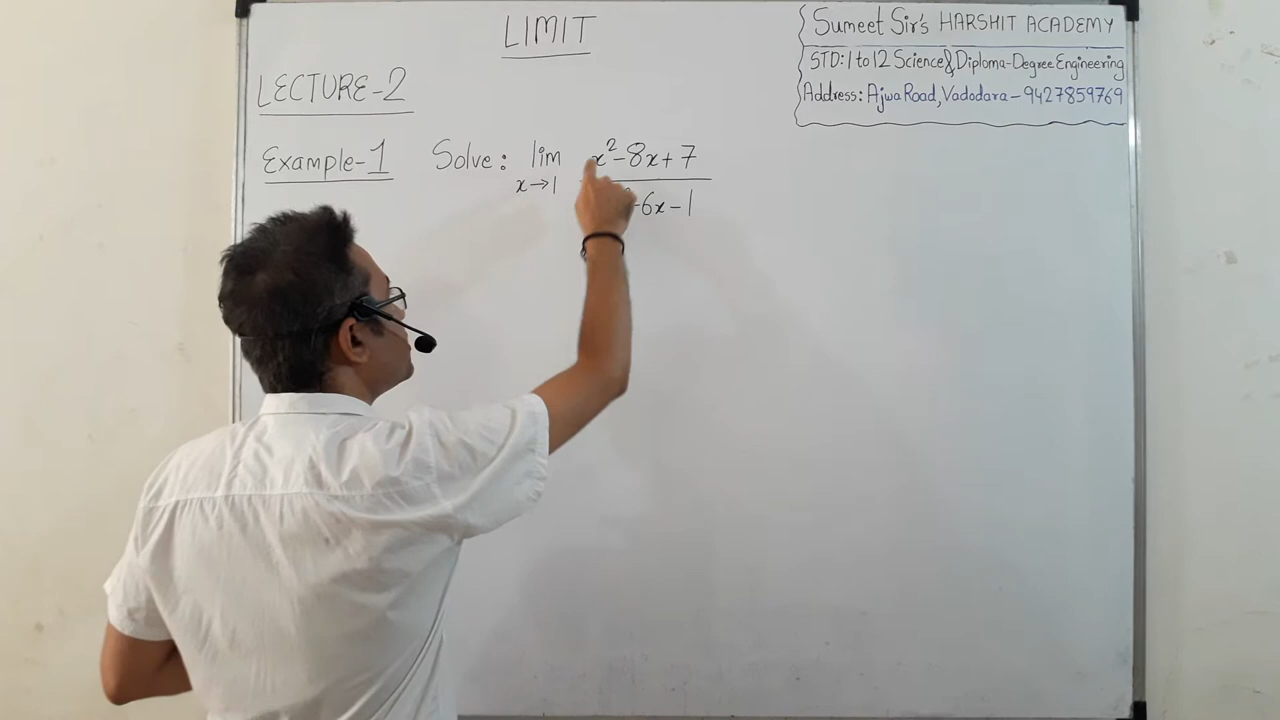 LIMIT
Sumeet Sir's HARSHIT ACADEMY
STD: 1 to 12 Science & Diploma-Degree Engineering
Address: Ajwa Road, Vadodara - 9427859769
LECTURE-2
Example-1 Solve: lim x²-8x+7
x→1 -6x-1